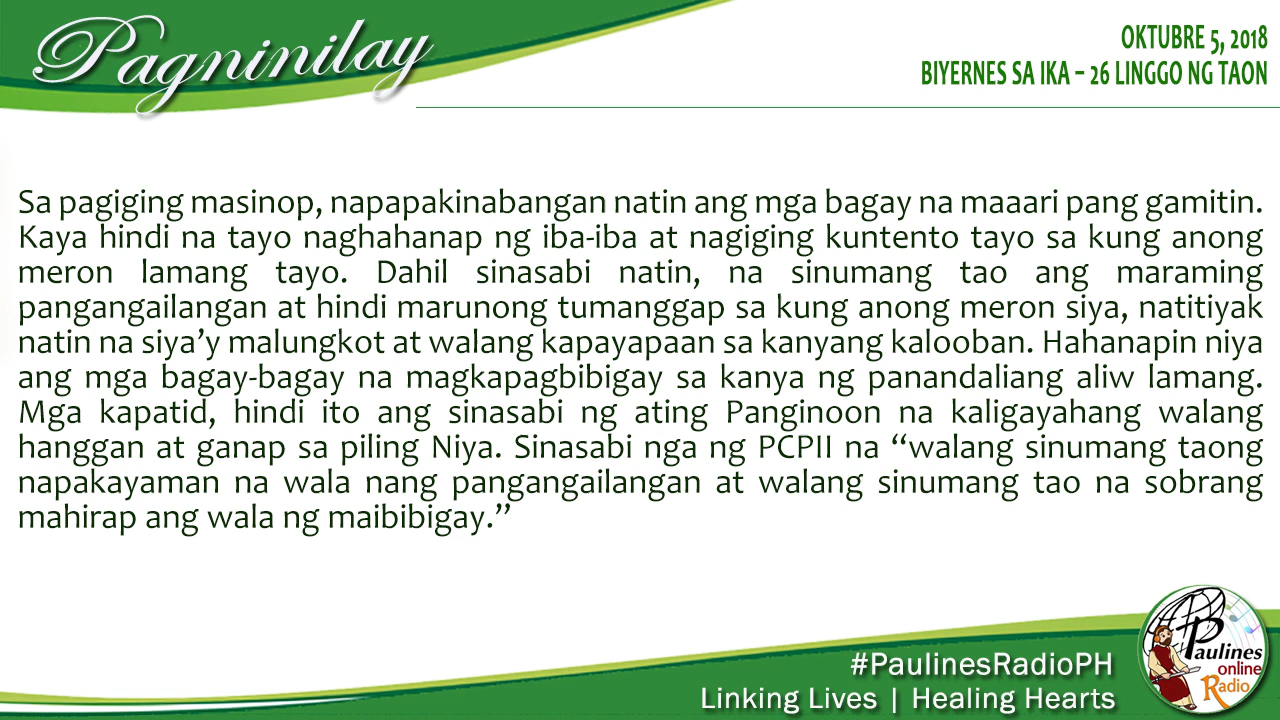 Pagninilay
OKTUBRE 5, 2018
BIYERNES SA IKA – 26 LINGGO NG TAON
Sa pagiging masinop, napapakinabangan natin ang mga bagay na maaari pang gamitin.
Kaya hindi na tayo naghahanap ng iba-iba at nagiging kuntento tayo sa kung anong
meron lamang tayo. Dahil sinasabi natin, na sinumang tao ang maraming
pangangailangan at hindi marunong tumanggap sa kung anong meron siya, natitiyak
natin na siya’y malungkot at walang kapayapaan sa kanyang kalooban. Hahanapin niya
ang mga bagay-bagay na magkapagbibigay sa kanya ng panandaliang aliw lamang.
Mga kapatid, hindi ito ang sinasabi ng ating Panginoon na kaligayahang walang
hanggan at ganap sa piling Niya. Sinasabi nga ng PCPII na “walang sinumang taong
napakayaman na wala nang pangangailangan at walang sinumang tao na sobrang
mahirap ang wala ng maibibigay.”
#PaulinesRadioPH
Linking Lives | Healing Hearts
Paulines
online
Radio